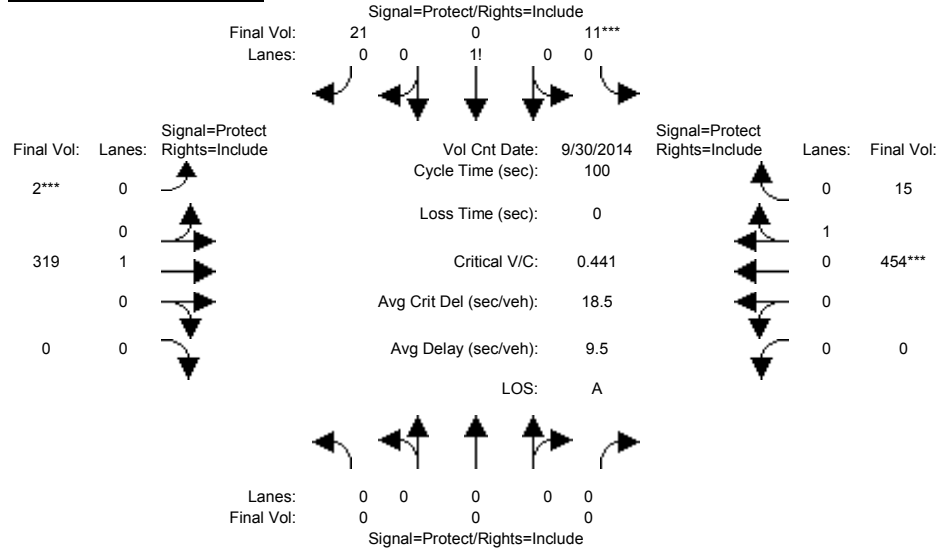 Signal=Protect/Rights=Include
Final Vol: 21 0 11***
Lanes: 0 0 1! 0 0
Signal=Protect Signal=Protect
Final Vol: Lanes: Rights=Include Vol Cnt Date: 9/30/2014 Rights=Include Lanes: Final Vol:
Cycle Time (sec): 100
2*** 0 0 15
Loss Time (sec): 0
0 1
319 1 Critical V/C: 0.441 0 454***
0 Avg Crit Del (sec/veh): 18.5 0
0 0 Avg Delay (sec/veh): 9.5 0 0
LOS: A
Lanes: 0 0 0 0 0
Final Vol: 0 0 0
Signal=Protect/Rights=Include